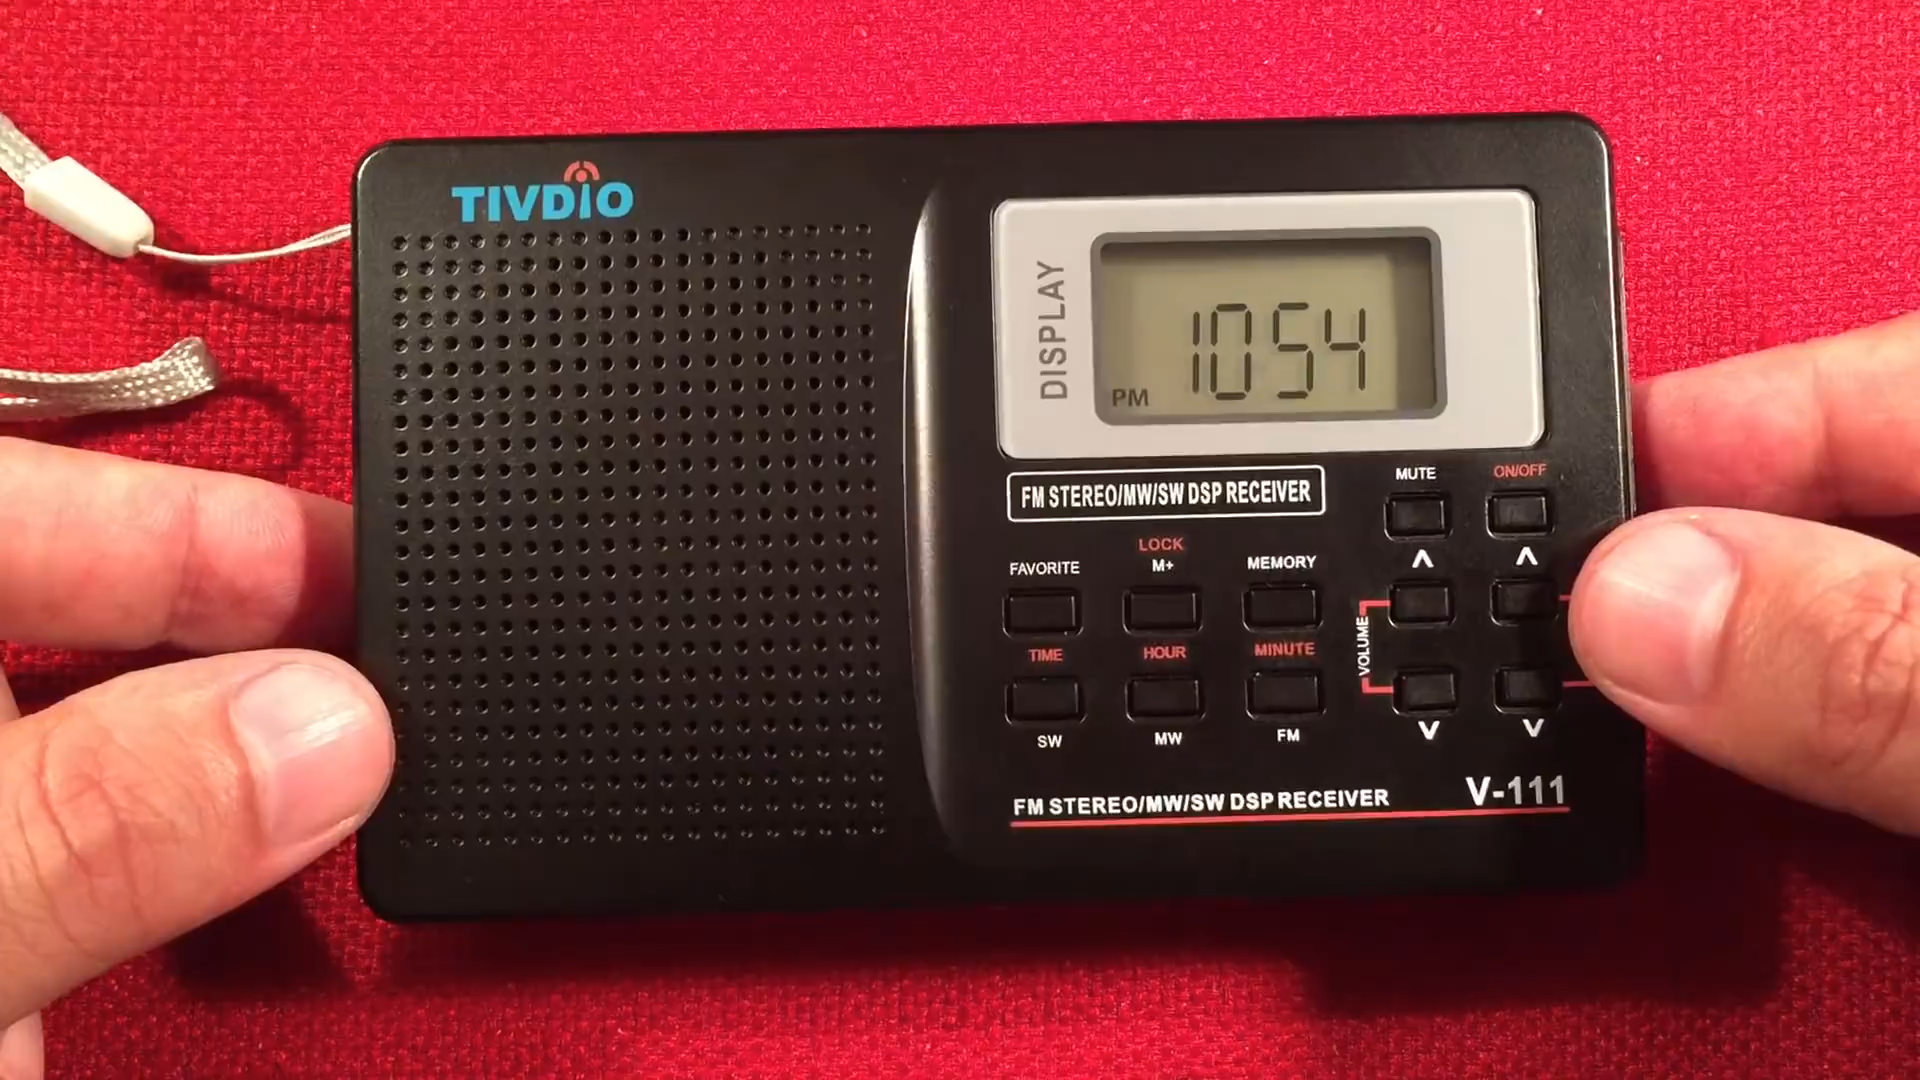 TIVDIO
DISPLAY
PM 1054
FM STEREO/MW/SW DSP RECEIVER
MUTE ON/OFF
LOCK
FAVORITE M+ MEMORY
TIME HOUR MINUTE
VOLUME
SW MW FM
FM STEREO/MW/SW DSP RECEIVER V-111